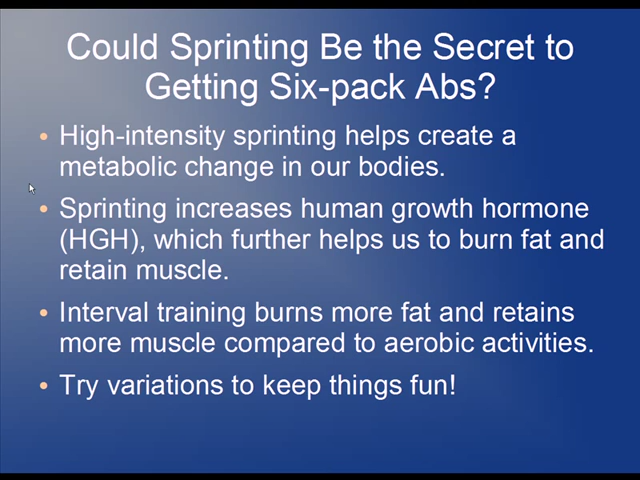 Could Sprinting Be the Secret to
Getting Six-pack Abs?
• High-intensity sprinting helps create a
metabolic change in our bodies.
• Sprinting increases human growth hormone
(HGH), which further helps us to burn fat and
retain muscle.
• Interval training burns more fat and retains
more muscle compared to aerobic activities.
• Try variations to keep things fun!